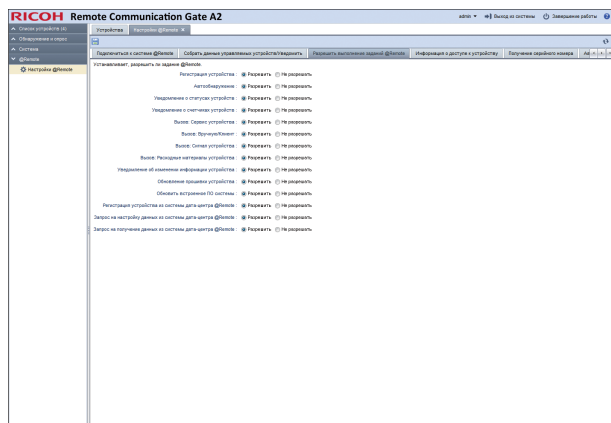 RICOH Remote Communication Gate A2
admin Выход из системы Завершение работы
Список устройств (4)
Обнаружение и опрос
Система
@Remote
Настройки @Remote
Устройства Настройки @Remote
Подключиться к системе @Remote Собрать данные управляемых устройств/Уведомить Разрешить выполнение заданий @Remote Информация о доступе к устройству Получение серийного номера
Устанавливает, разрешить ли задание @Remote.
Регистрация устройства : Разрешить Не разрешать
Автообнаружение : Разрешить Не разрешать
Уведомление о статусах устройств : Разрешить Не разрешать
Уведомление о счетчиках устройств : Разрешить Не разрешать
Вызов: Сервис устройства : Разрешить Не разрешать
Вызов: Вручную/Клиент : Разрешить Не разрешать
Вызов: Сигнал устройства : Разрешить Не разрешать
Вызов: Расходные материалы устройства : Разрешить Не разрешать
Уведомление об изменении информации устройства : Разрешить Не разрешать
Обновление прошивки устройства : Разрешить Не разрешать
Обновить встроенное ПО системы : Разрешить Не разрешать
Регистрация устройства из системы дата-центра @Remote : Разрешить Не разрешать
Запрос на настройку данных из системы дата-центра @Remote : Разрешить Не разрешать
Запрос на получение данных из системы дата-центра @Remote : Разрешить Не разрешать